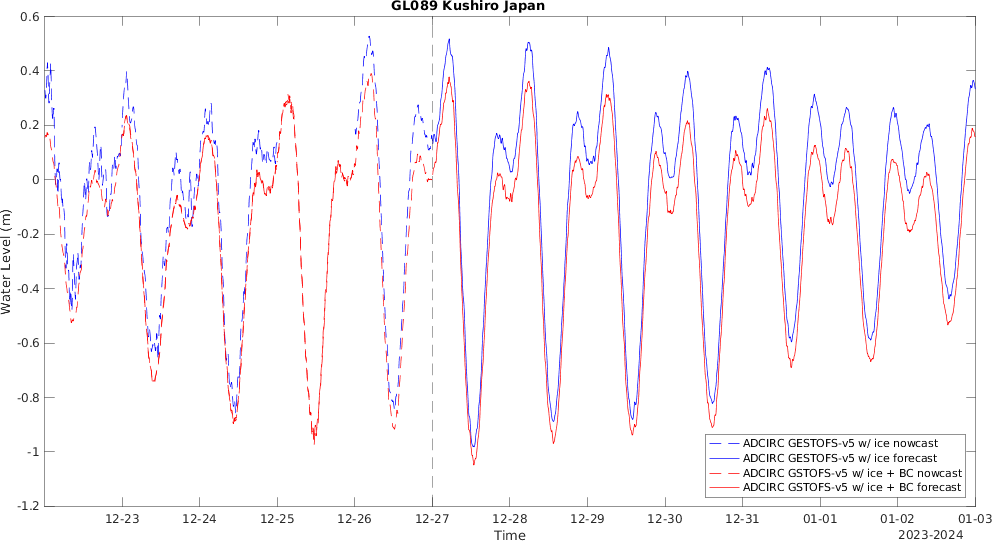 GL089 Kushiro Japan
0.6
0.4
0.2
0
-0.2
-0.4
-0.6
-0.8
-1
-1.2
Water Level (m)
ADCIRC GESTOFS-v5 w/ ice nowcast
ADCIRC GESTOFS-v5 w/ ice forecast
ADCIRC GSTOFS-v5 w/ ice + BC nowcast
ADCIRC GSTOFS-v5 w/ ice + BC forecast
12-23 12-24 12-25 12-26 12-27 12-28 12-29 12-30 12-31 01-01 01-02 01-03
Time
2023-2024